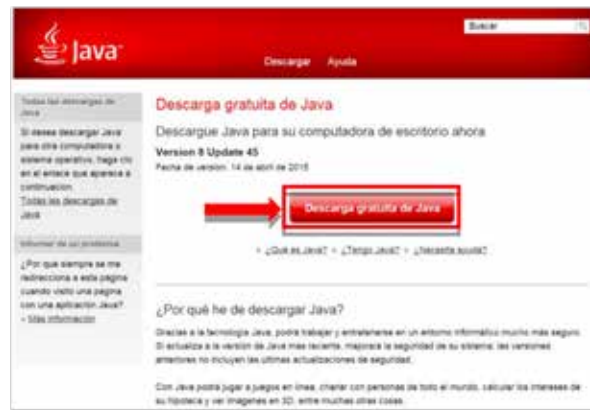 Buscar
Java
Descargar Ayuda
Todas las descargas de
Java
Si desea descargar Java
para otra computadora o
sistema operativo, haga clic
en el enlace que aparece a
continuación.
Todas las descargas de
Java
Informar de un problema
¿Por qué siempre se me
redirecciona a esta página
cuando visito una página
con una aplicación Java?
» Más información
Descarga gratuita de Java
Descargue Java para su computadora de escritorio ahora
Version 8 Update 45
Fecha de versión: 14 de abril de 2015
Descarga gratuita de Java
» ¿Qué es Java? » ¿Tengo Java? » ¿Necesita ayuda?
¿Por qué he de descargar Java?
Gracias a la tecnología Java, podrá trabajar y entretenerse en un entorno informático mucho más seguro.
Si actualiza a la versión de Java mas reciente, mejorará la seguridad de su sistema; las versiones
anteriores no incluyen las últimas actualizaciones de seguridad.
Con Java podrá jugar a juegos en línea, charlar con personas de todo el mundo, calcular los intereses de
su hipoteca y ver imágenes en 3D, entre muchas otras cosas.